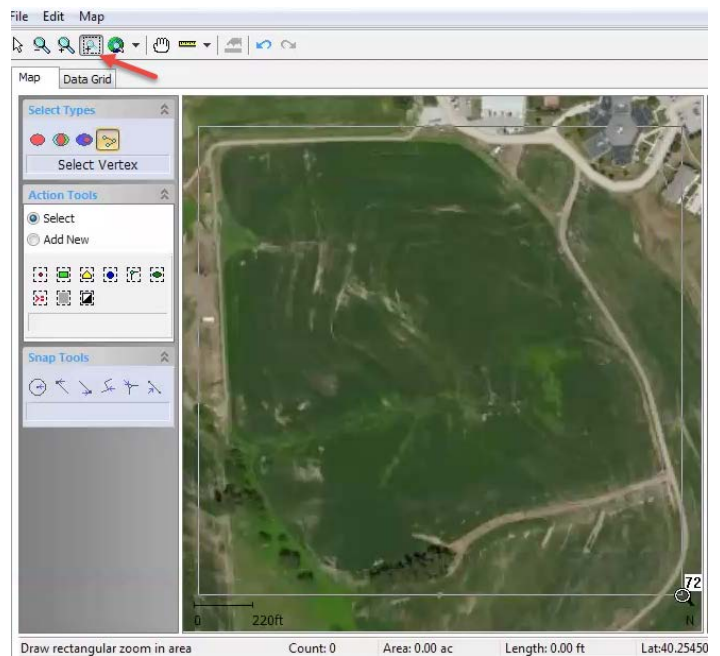 File Edit Map
Map Data Grid
Select Types
Select Vertex
Action Tools
Select
Add New
Snap Tools
72
0 220ft N
Draw rectangular zoom in area Count: 0 Area: 0.00 ac Length: 0.00 ft Lat:40.25450